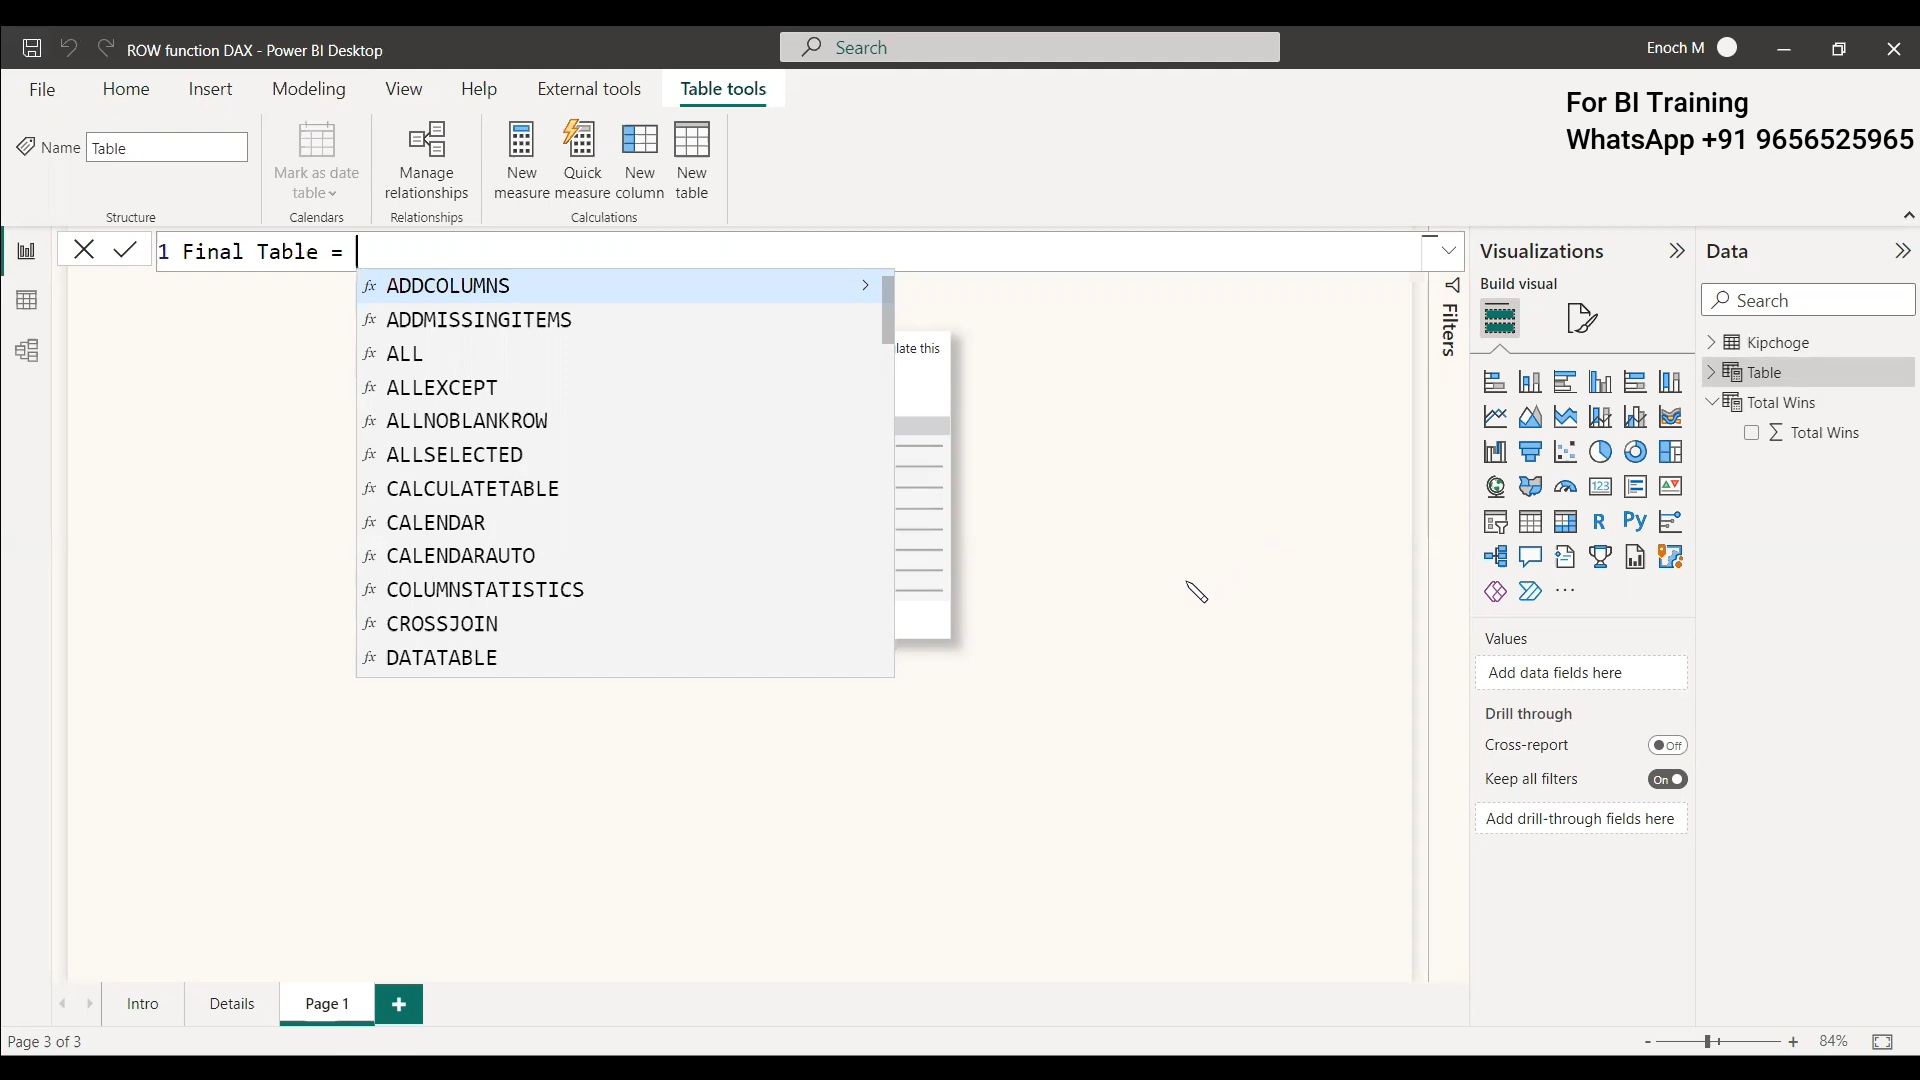 ROW function DAX - Power BI Desktop
Search
Enoch M
File
Home
Insert
Modeling
View
Help
External tools
Table tools
For BI Training
WhatsApp +91 9656525965
Name
Table
Mark as date
table
Manage
relationships
New
measure
Quick
measure
New
column
New
table
Structure
Calendars
Relationships
Calculations
1 Final Table =
ADDCOLUMNS
ADDMISSINGITEMS
ALL
ALLEXCEPT
ALLNOBLANKROW
ALLSELECTED
CALCULATETABLE
CALENDAR
CALENDARAUTO
COLUMNSTATISTICS
CROSSJOIN
DATATABLE
late this
Filters
Visualizations
Build visual
123
R
Py
Values
Add data fields here
Drill through
Cross-report
Off
Keep all filters
On
Add drill-through fields here
Data
Search
Kipchoge
Table
Total Wins
Total Wins
Intro
Details
Page 1
Page 3 of 3
84%